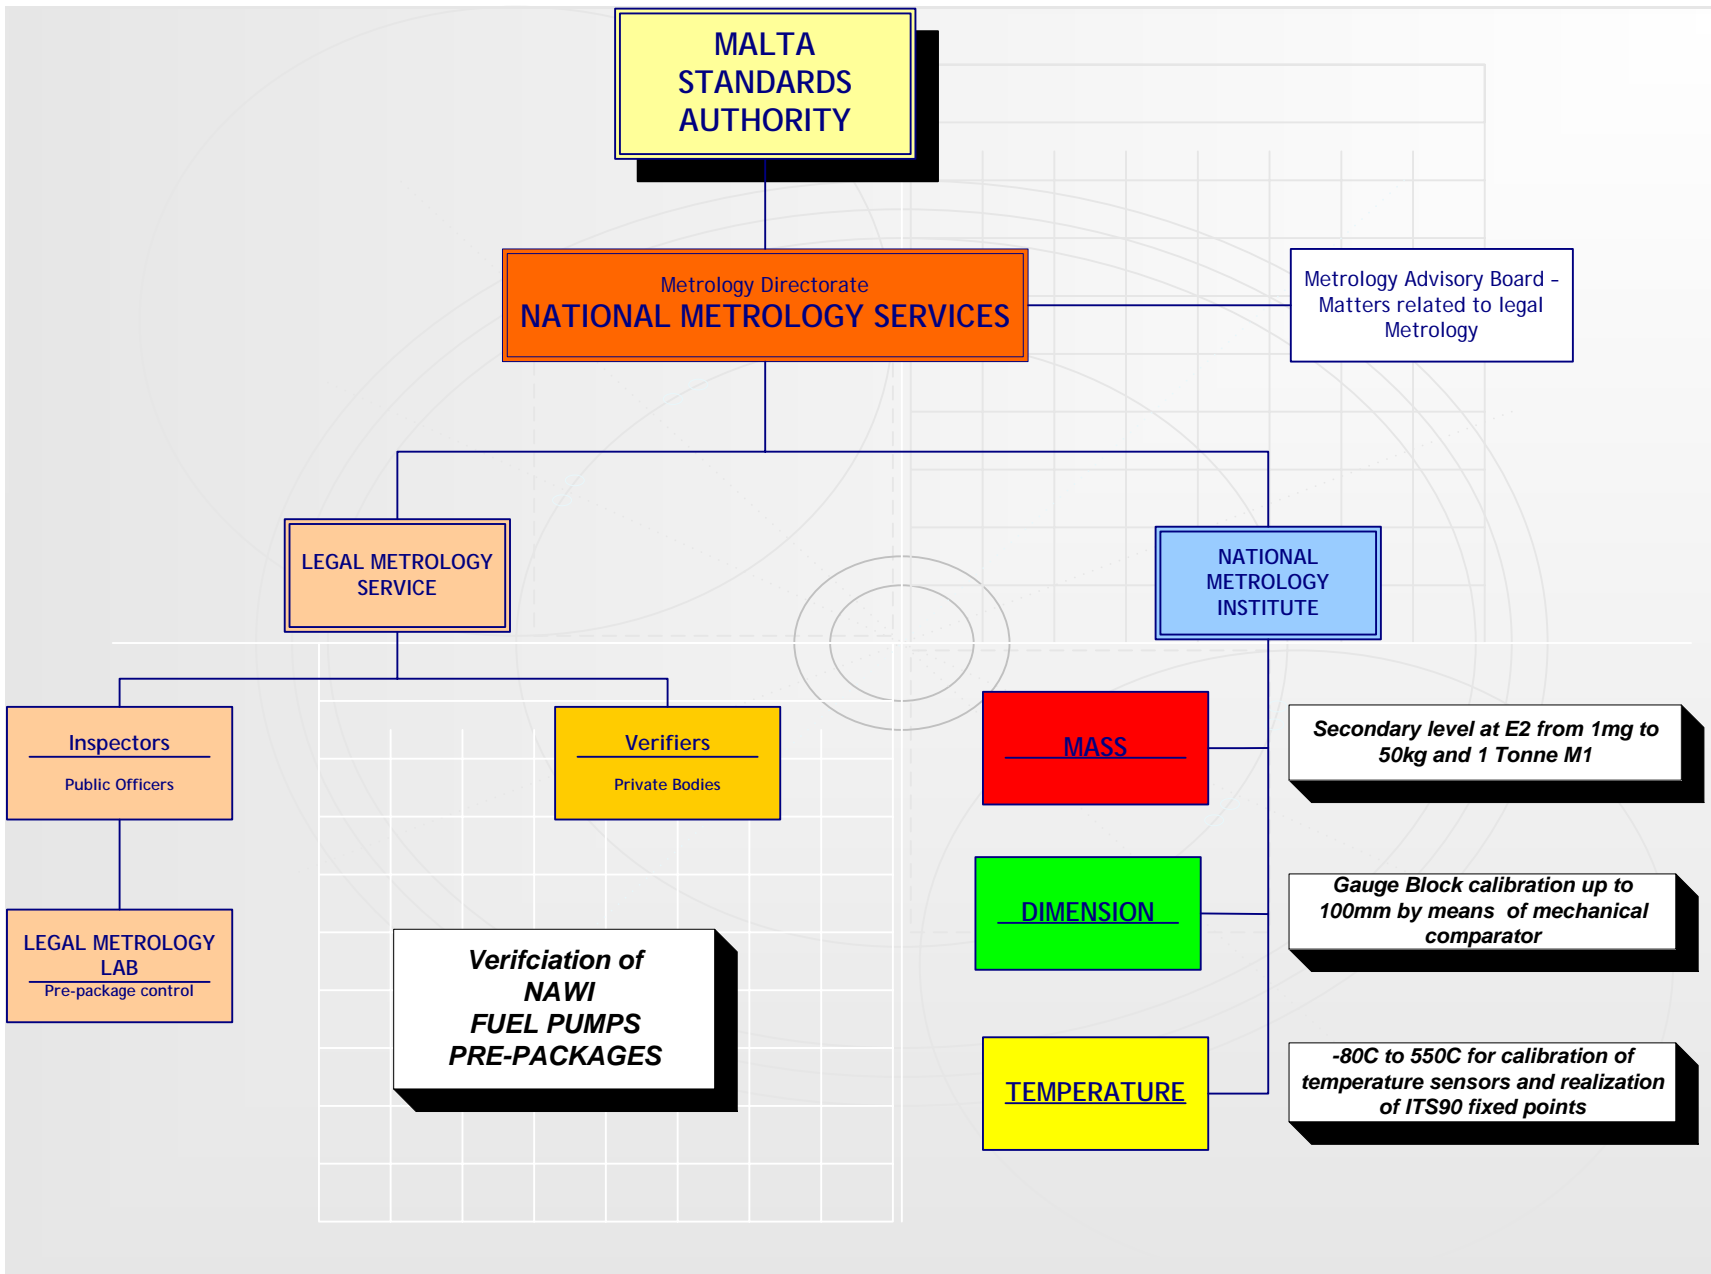 MALTA
STANDARDS
AUTHORITY
Metrology Directorate
NATIONAL METROLOGY SERVICES
Metrology Advisory Board –
Matters related to legal
Metrology
LEGAL METROLOGY
SERVICE
NATIONAL
METROLOGY
INSTITUTE
Inspectors
Public Officers
Verifiers
Private Bodies
MASS
Secondary level at E2 from 1mg to
50kg and 1 Tonne M1
LEGAL METROLOGY
LAB
Pre-package control
Verifciation of
NAWI
FUEL PUMPS
PRE-PACKAGES
DIMENSION
Gauge Block calibration up to
100mm by means of mechanical
comparator
TEMPERATURE
-80C to 550C for calibration of
temperature sensors and realization
of ITS90 fixed points